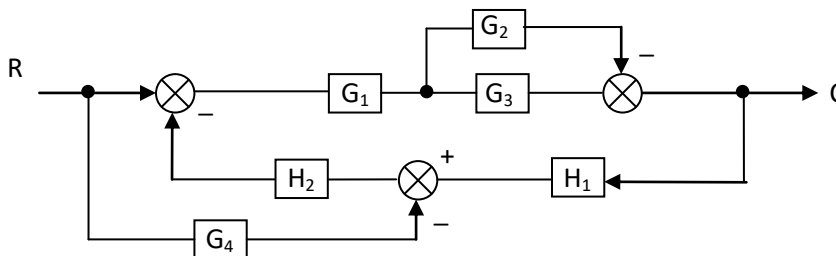 G₂
R
−
G₁
G₃
−
+
H₂
H₁
−
G₄